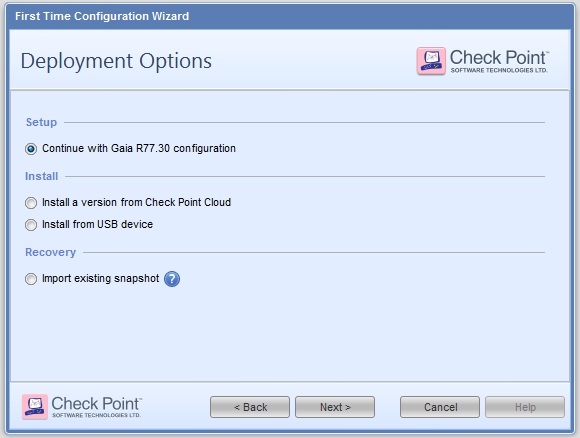 First Time Configuration Wizard
Deployment Options
Check Point™
SOFTWARE TECHNOLOGIES LTD.
Setup
Continue with Gaia R77.30 configuration
Install
Install a version from Check Point Cloud
Install from USB device
Recovery
Import existing snapshot ?
Check Point™
SOFTWARE TECHNOLOGIES LTD.
< Back
Next >
Cancel
Help